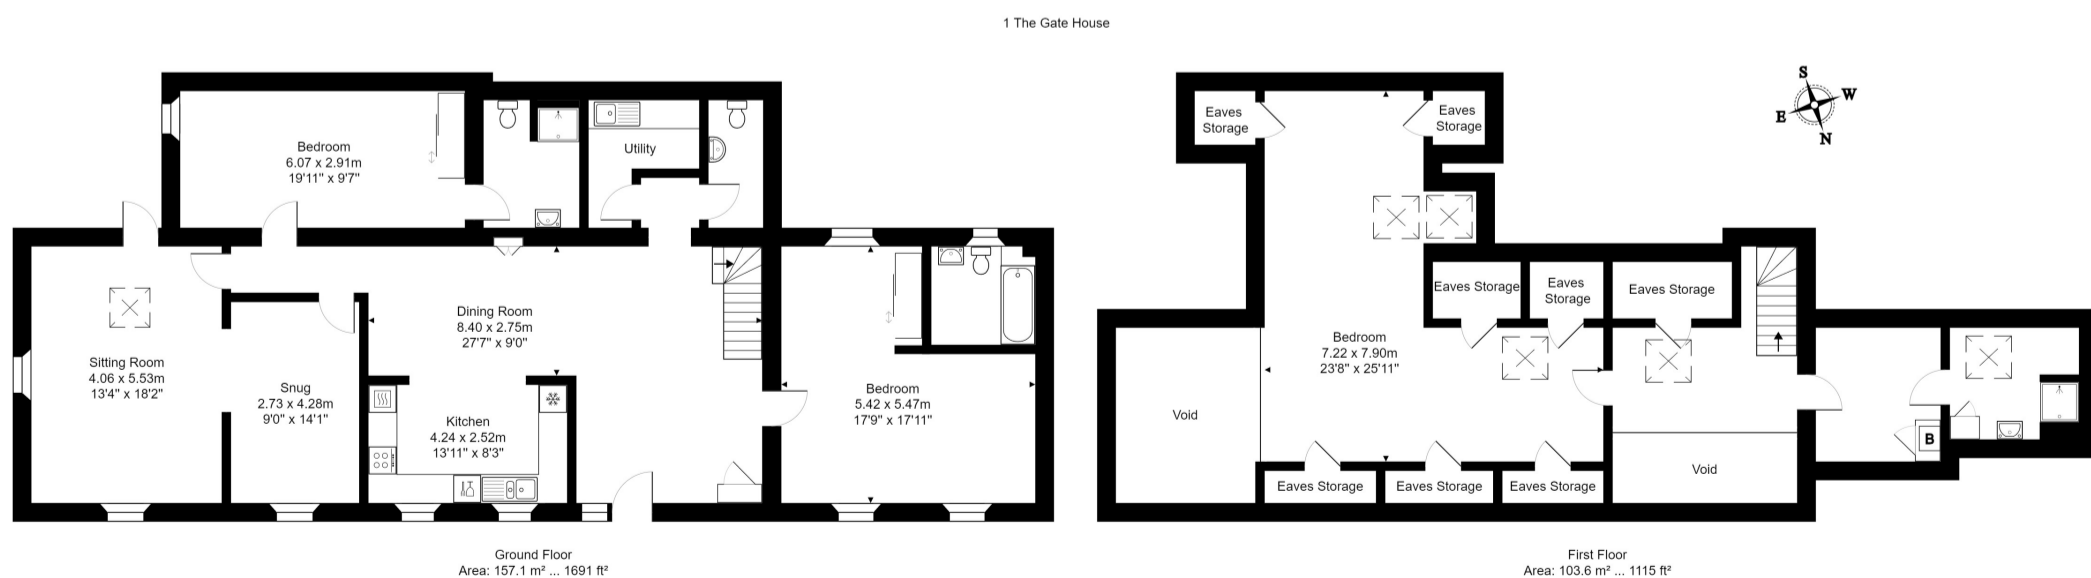 1 The Gate House
Bedroom
6.07 x 2.91m
19'11" x 9'7"
Utility
Sitting Room
4.06 x 5.53m
13'4" x 18'2"
Snug
2.73 x 4.28m
9'0" x 14'1"
Dining Room
8.40 x 2.75m
27'7" x 9'0"
Kitchen
4.24 x 2.52m
13'11" x 8'3"
Bedroom
5.42 x 5.47m
17'9" x 17'11"
Ground Floor
Area: 157.1 m² ... 1691 ft²
Eaves
Storage
Eaves
Storage
S
W
E
N
Eaves Storage
Eaves
Storage
Eaves Storage
Bedroom
7.22 x 7.90m
23'8" x 25'11"
Void
Void
B
Eaves Storage
Eaves Storage
Eaves Storage
First Floor
Area: 103.6 m² ... 1115 ft²